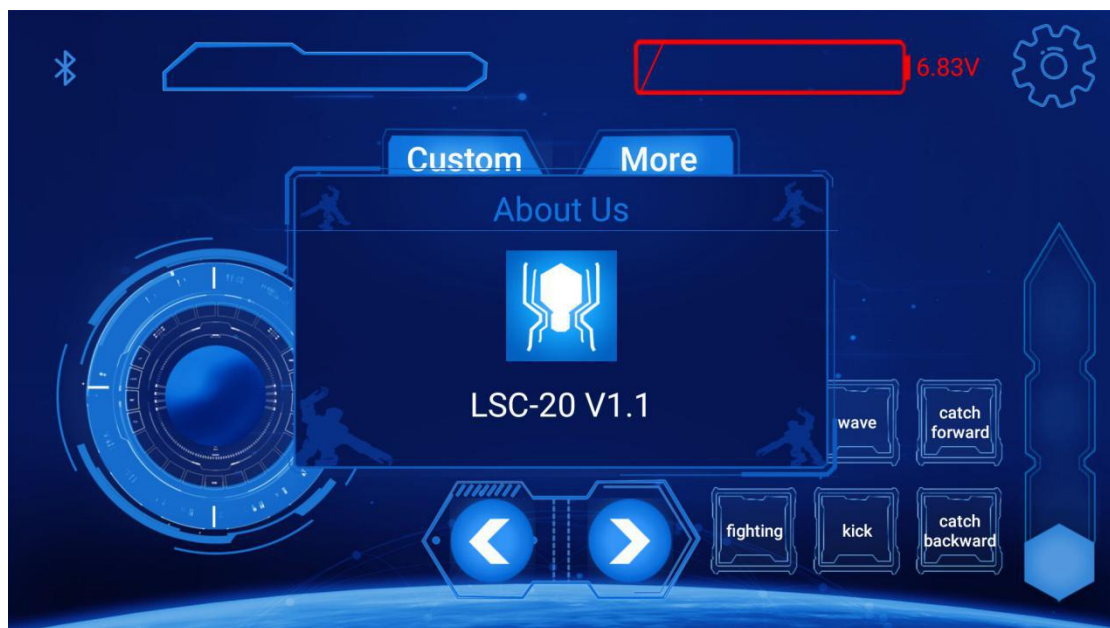 6.83V
Custom
More
About Us
LSC-20 V1.1
wave
catch
forward
fighting
kick
catch
backward